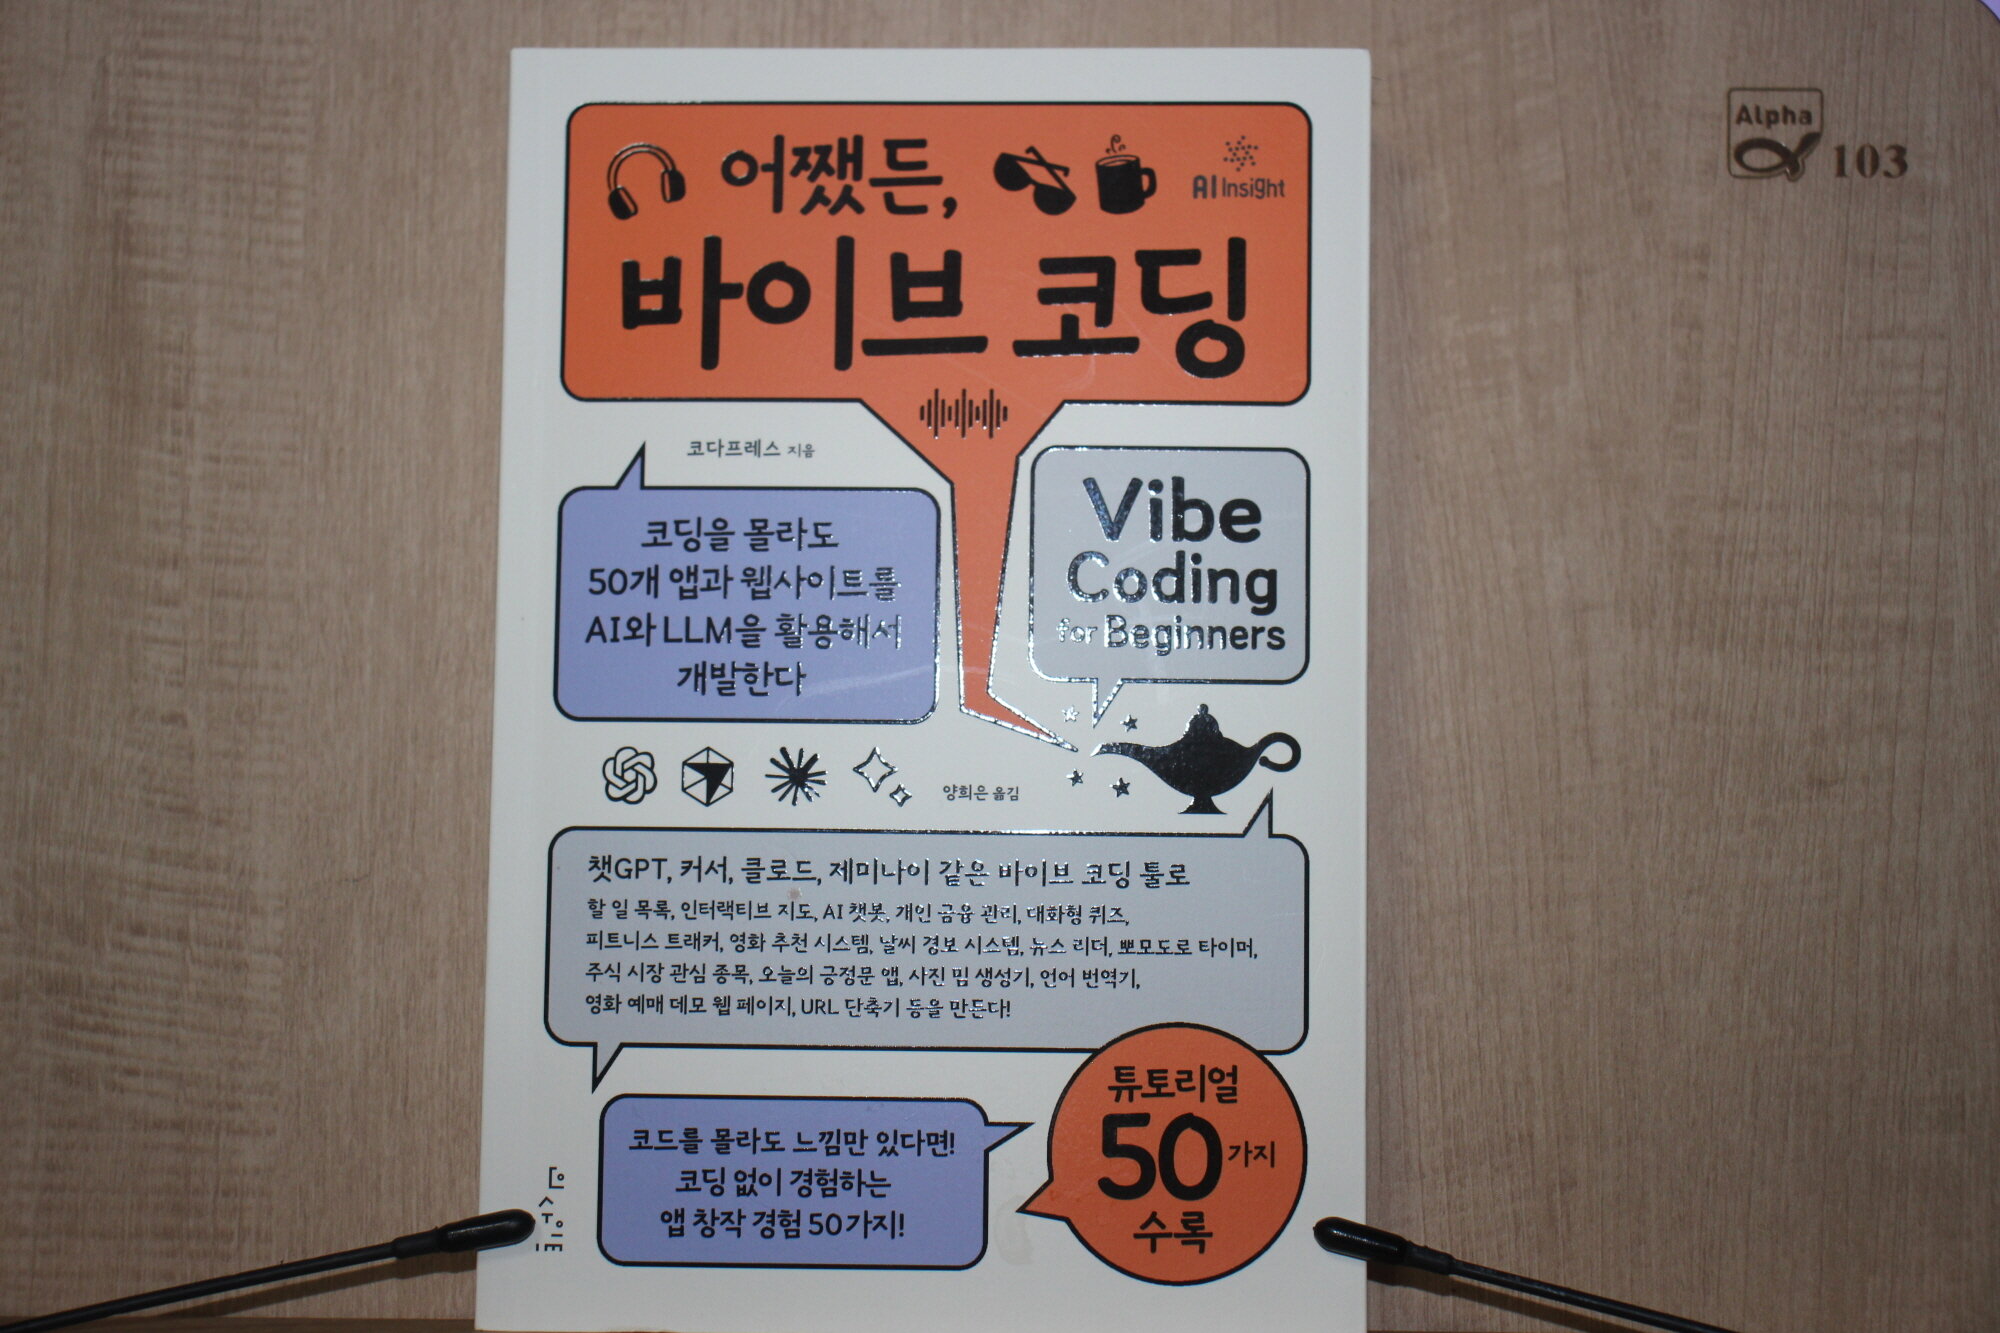 어쨌든,
AI Insight
바이브 코딩
코다프레스 지음
코딩을 몰라도
50개 앱과 웹사이트를
AI와 LLM을 활용해서
개발한다
Vibe
Coding
for Beginners
양희은 옮김
챗GPT, 커서, 클로드, 제미나이 같은 바이브 코딩 툴로
할 일 목록, 인터랙티브 지도, AI 챗봇, 개인 금융 관리, 대화형 퀴즈,
피트니스 트래커, 영화 추천 시스템, 날씨 경보 시스템, 뉴스 리더, 뽀모도로 타이머,
주식 시장 관심 종목, 오늘의 긍정문 앱, 사진 밈 생성기, 언어 번역기,
영화 예매 데모 웹 페이지, URL 단축기 등을 만든다!
튜토리얼
50가지
수록
코드를 몰라도 느낌만 있다면!
코딩 없이 경험하는
앱 창작 경험 50가지!
인사이트
Alpha
103